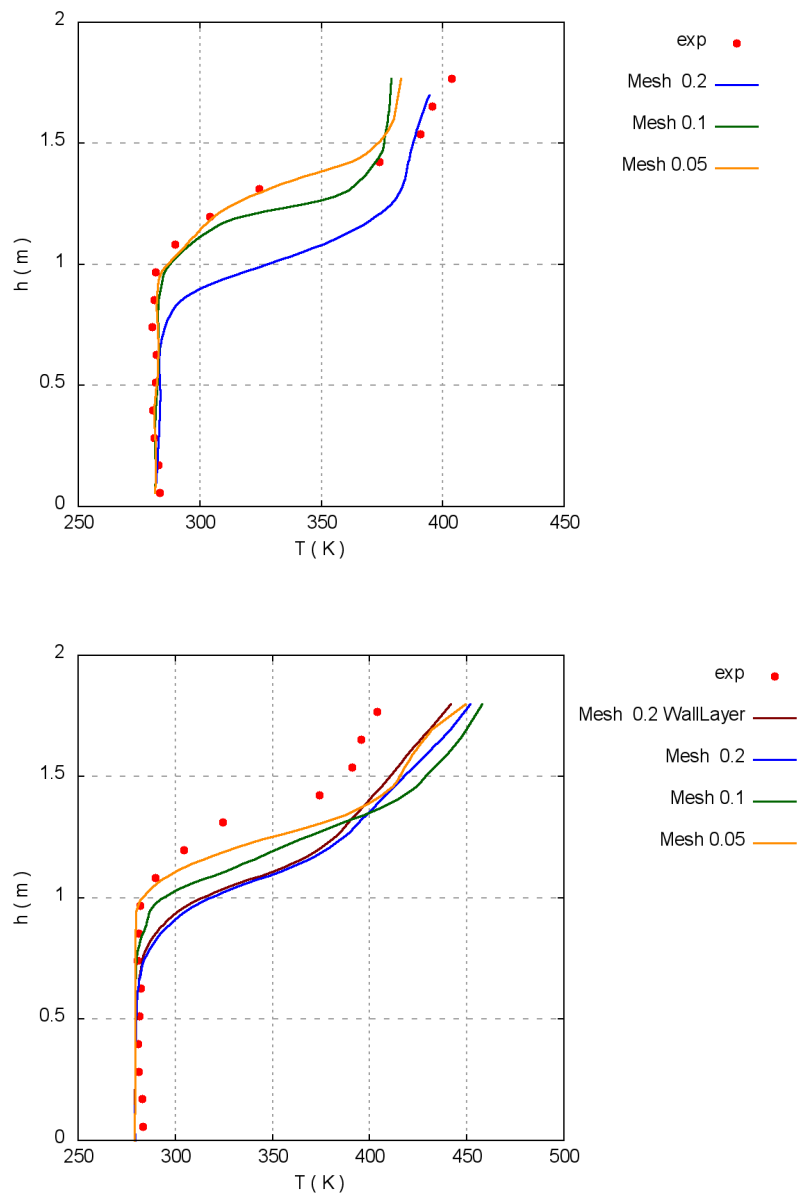 2
exp
Mesh 0.2
1.5
Mesh 0.1
Mesh 0.05
h ( m )
1
0.5
0
250 300 350 400 450
T ( K )
2
exp
Mesh 0.2 WallLayer
Mesh 0.2
1.5
Mesh 0.1
Mesh 0.05
h ( m )
1
0.5
0
250 300 350 400 450 500
T ( K )